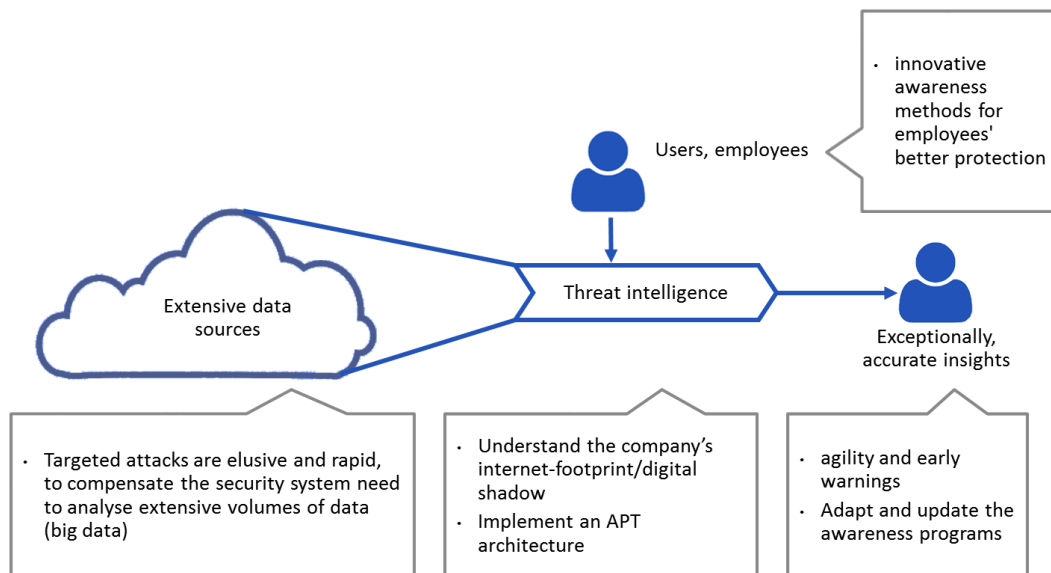 • innovative
awareness
methods for
employees'
better protection
Users, employees
Extensive data
sources
Threat intelligence
Exceptionally,
accurate insights
• Targeted attacks are elusive and rapid,
to compensate the security system need
to analyse extensive volumes of data
(big data)
• Understand the company’s
internet-footprint/digital
shadow
• Implement an APT
architecture
• agility and early
warnings
• Adapt and update the
awareness programs